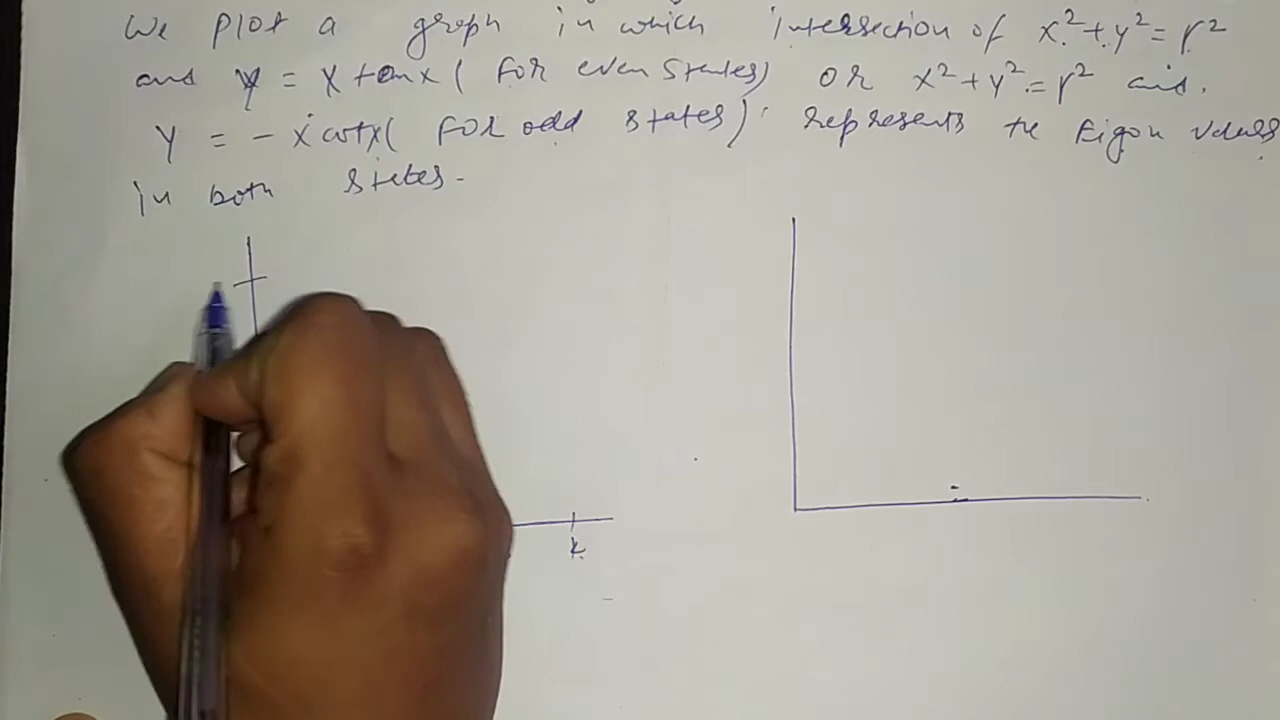 We plot a graph in which intersection of x² + y² = r²
and y = x tan x ( for even states) or x² + y² = r² and.
y = - x cot x ( for odd states) represents the Eigen values
in both states.
k